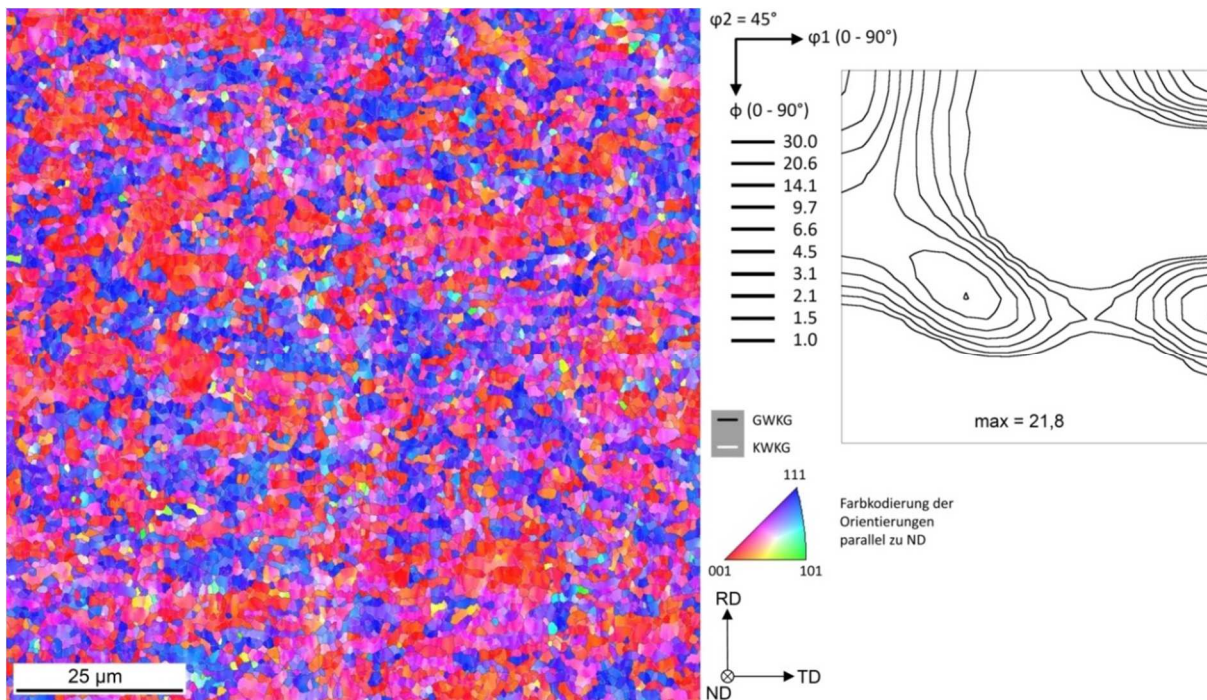 φ2 = 45°
φ1 (0 - 90°)
ϕ (0 - 90°)
30.0
20.6
14.1
9.7
6.6
4.5
3.1
2.1
1.5
1.0
max = 21,8
GWKG
KWKG
111
001
101
Farbkodierung der
Orientierungen
parallel zu ND
RD
ND
TD
25 µm